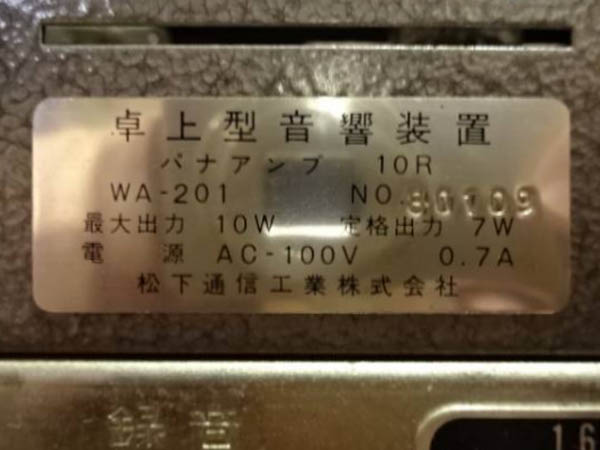 卓上型音響装置
パナアンプ 10R
WA-201 NO. 80109
最大出力 10W 定格出力 7W
電源 AC-100V 0.7A
松下通信工業株式会社
録音
16